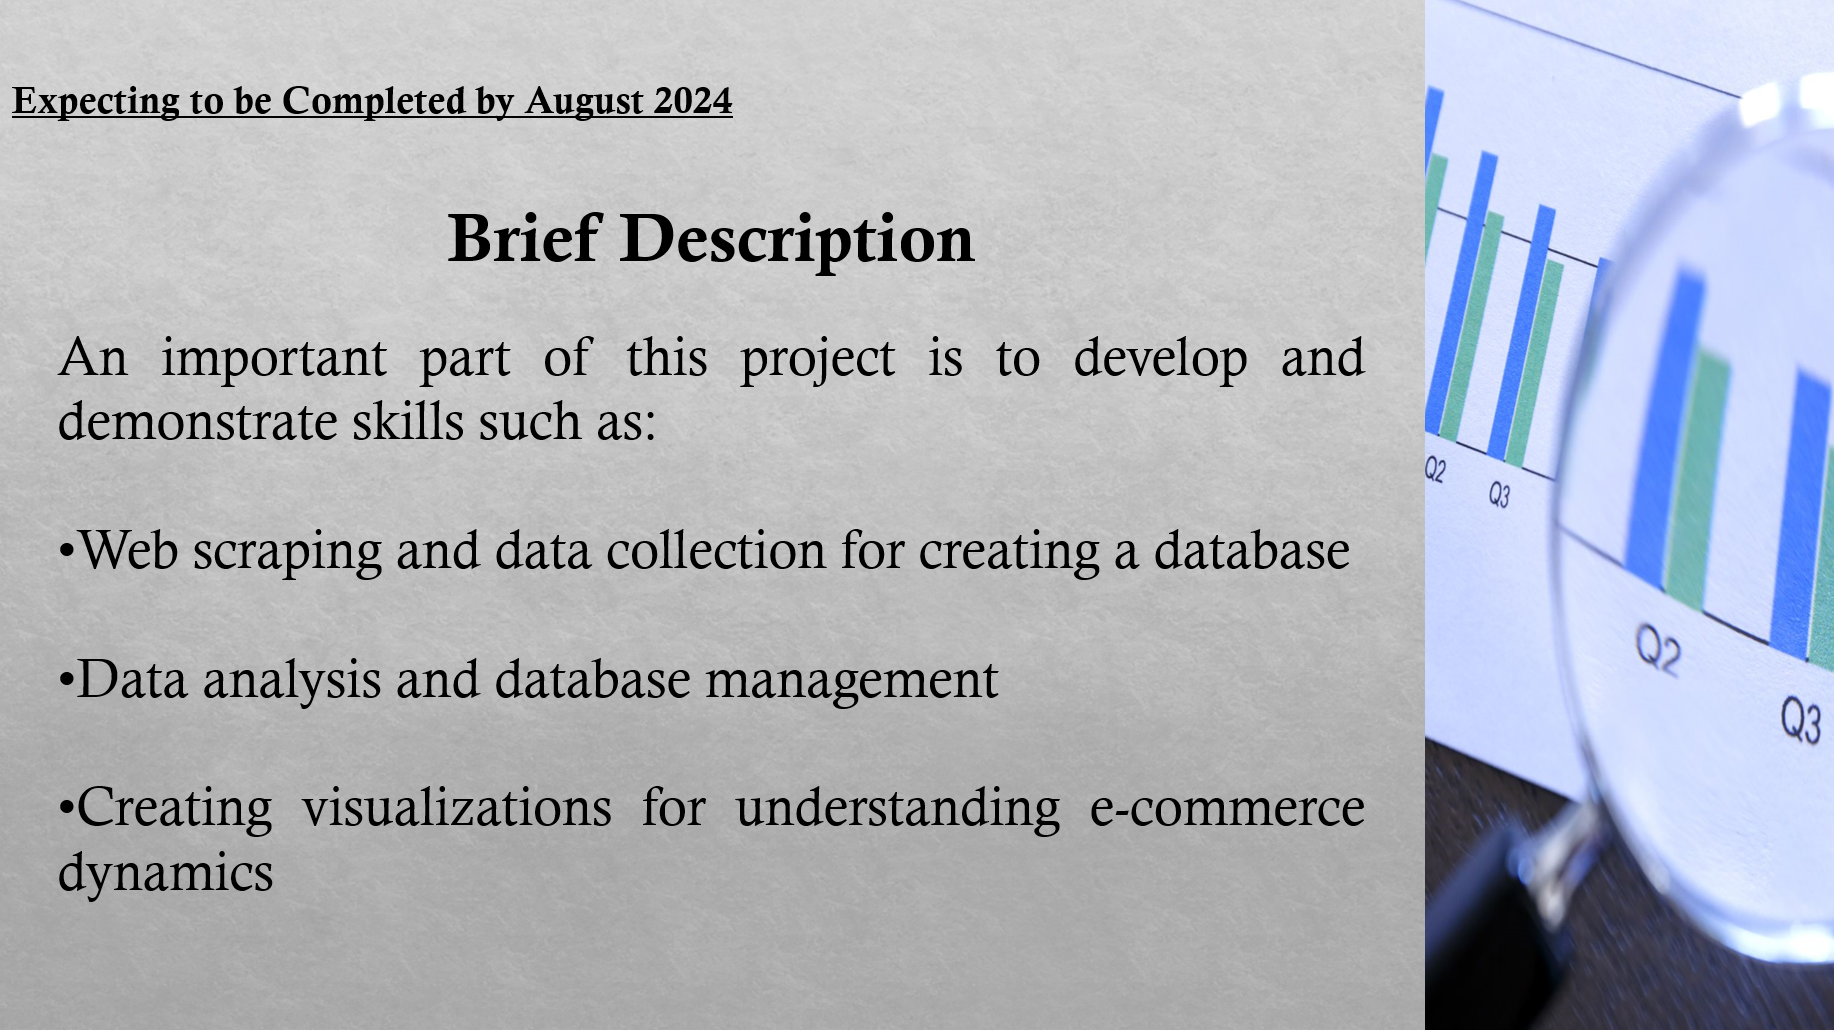 Expecting to be Completed by August 2024
Brief Description
An important part of this project is to develop and
demonstrate skills such as:
•Web scraping and data collection for creating a database
•Data analysis and database management
•Creating visualizations for understanding e-commerce
dynamics
Q2
Q3
Q2
Q3